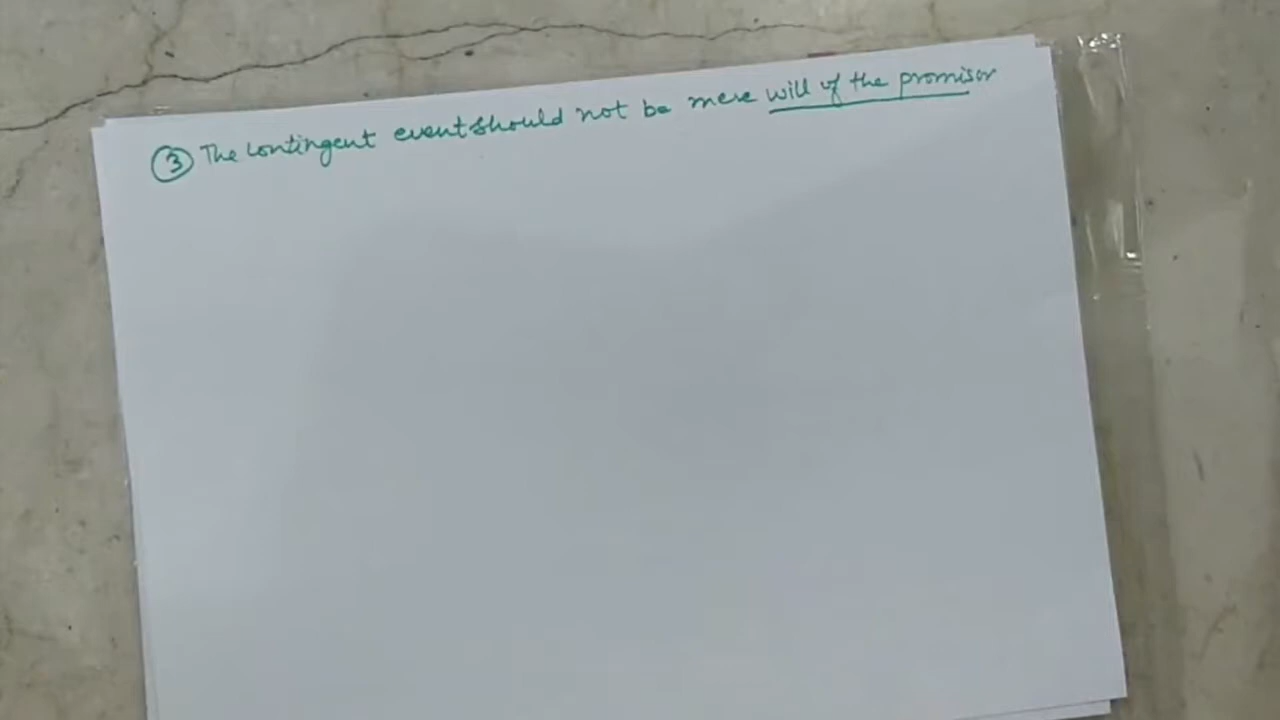 ③ The contingent event should not be mere will of the promisor